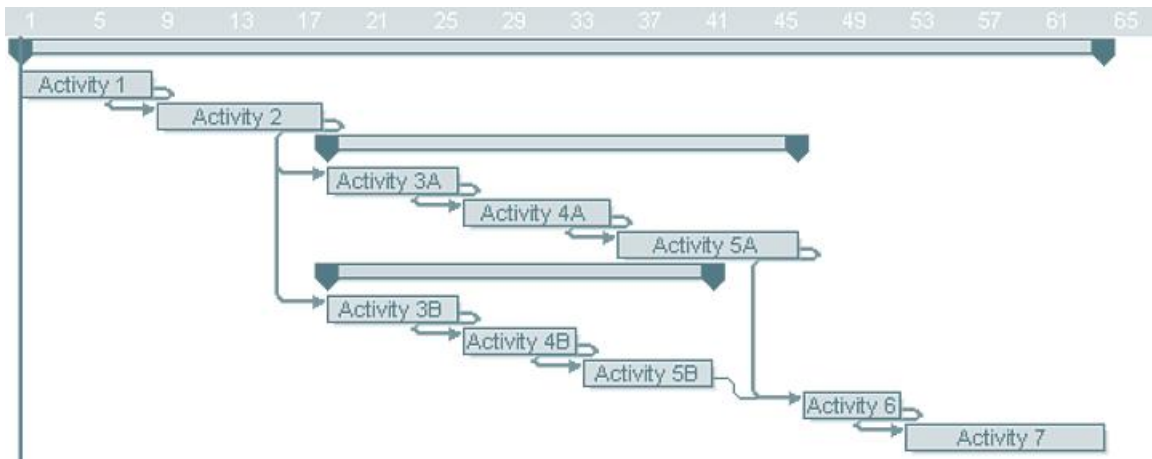 1 5 9 13 17 21 25 29 33 37 41 45 49 53 57 61 65
Activity 1
Activity 2
Activity 3A
Activity 4A
Activity 5A
Activity 3B
Activity 4B
Activity 5B
Activity 6
Activity 7